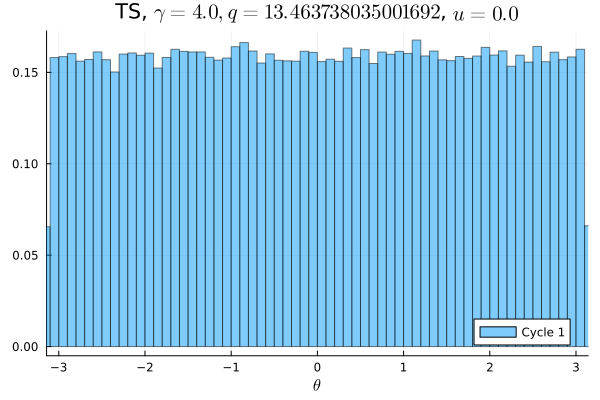 TS, γ = 4.0, q = 13.463738035001692, u = 0.0
0.15
0.10
0.05
0.00
Cycle 1
−3 −2 −1 0 1 2 3
θ